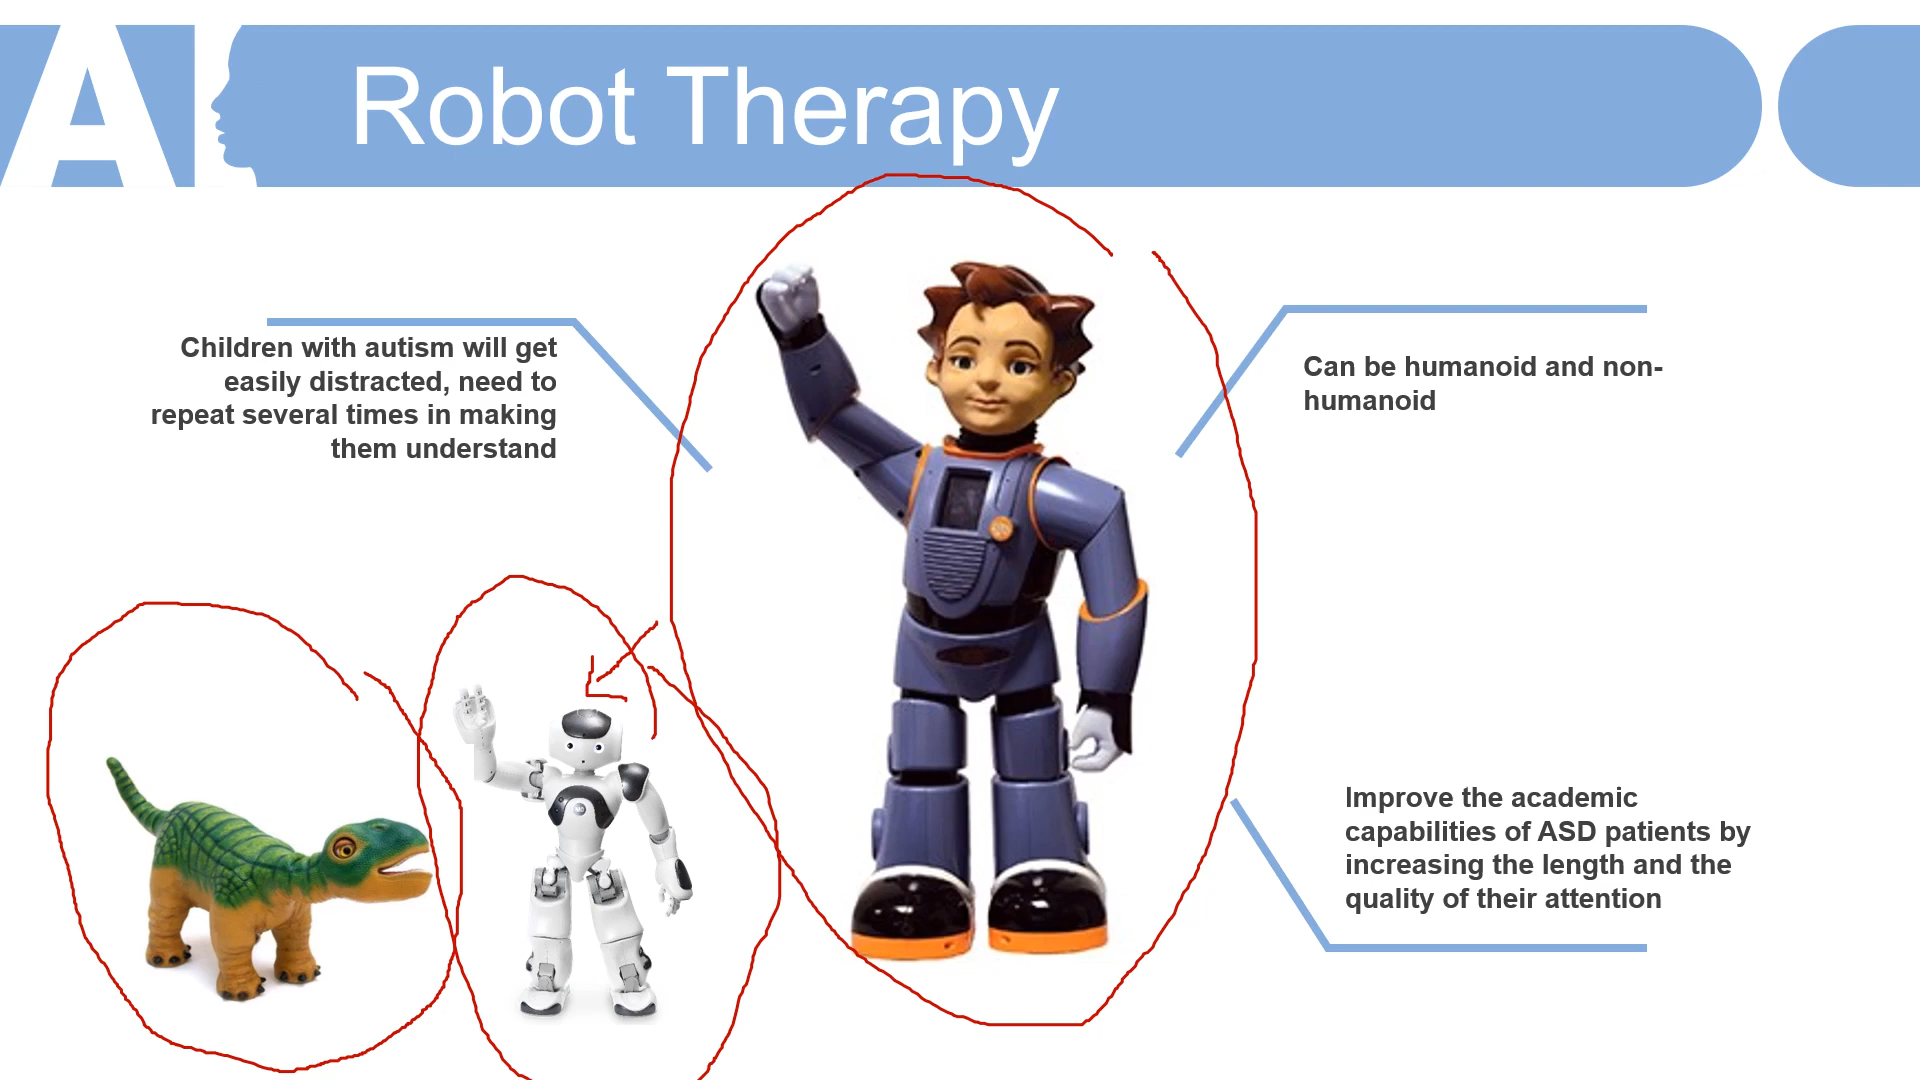 AI
Robot Therapy
Children with autism will get
easily distracted, need to
repeat several times in making
them understand
Can be humanoid and non-
humanoid
Improve the academic
capabilities of ASD patients by
increasing the length and the
quality of their attention